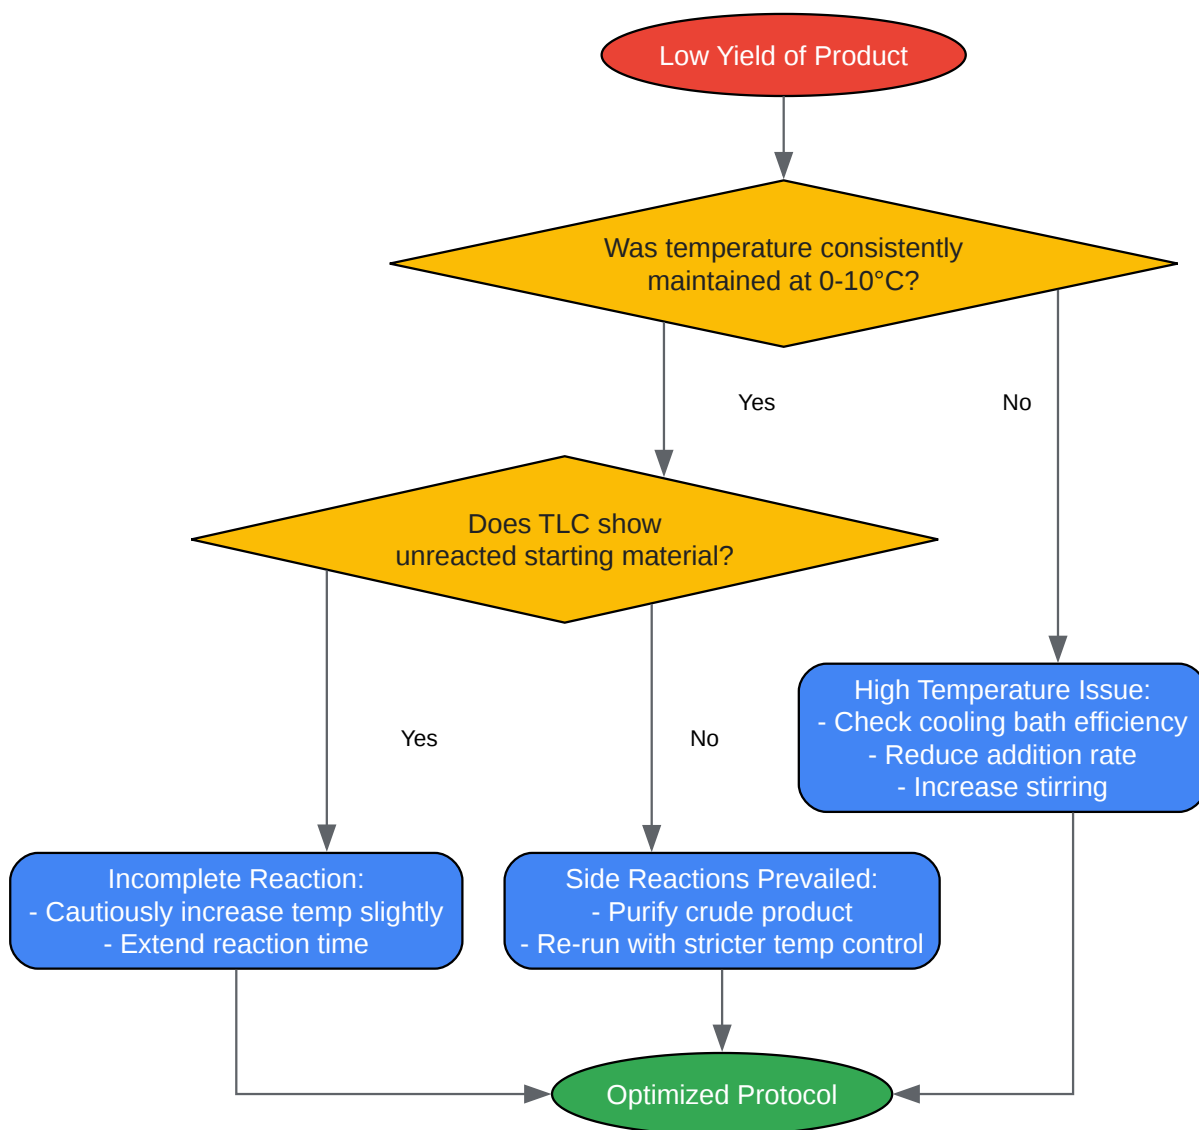 Low Yield of Product
Was temperature consistently
maintained at 0-10°C?
Yes
No
Does TLC show
unreacted starting material?
High Temperature Issue:
- Check cooling bath efficiency
- Reduce addition rate
- Increase stirring
Yes
No
Incomplete Reaction:
- Cautiously increase temp slightly
- Extend reaction time
Side Reactions Prevailed:
- Purify crude product
- Re-run with stricter temp control
Optimized Protocol